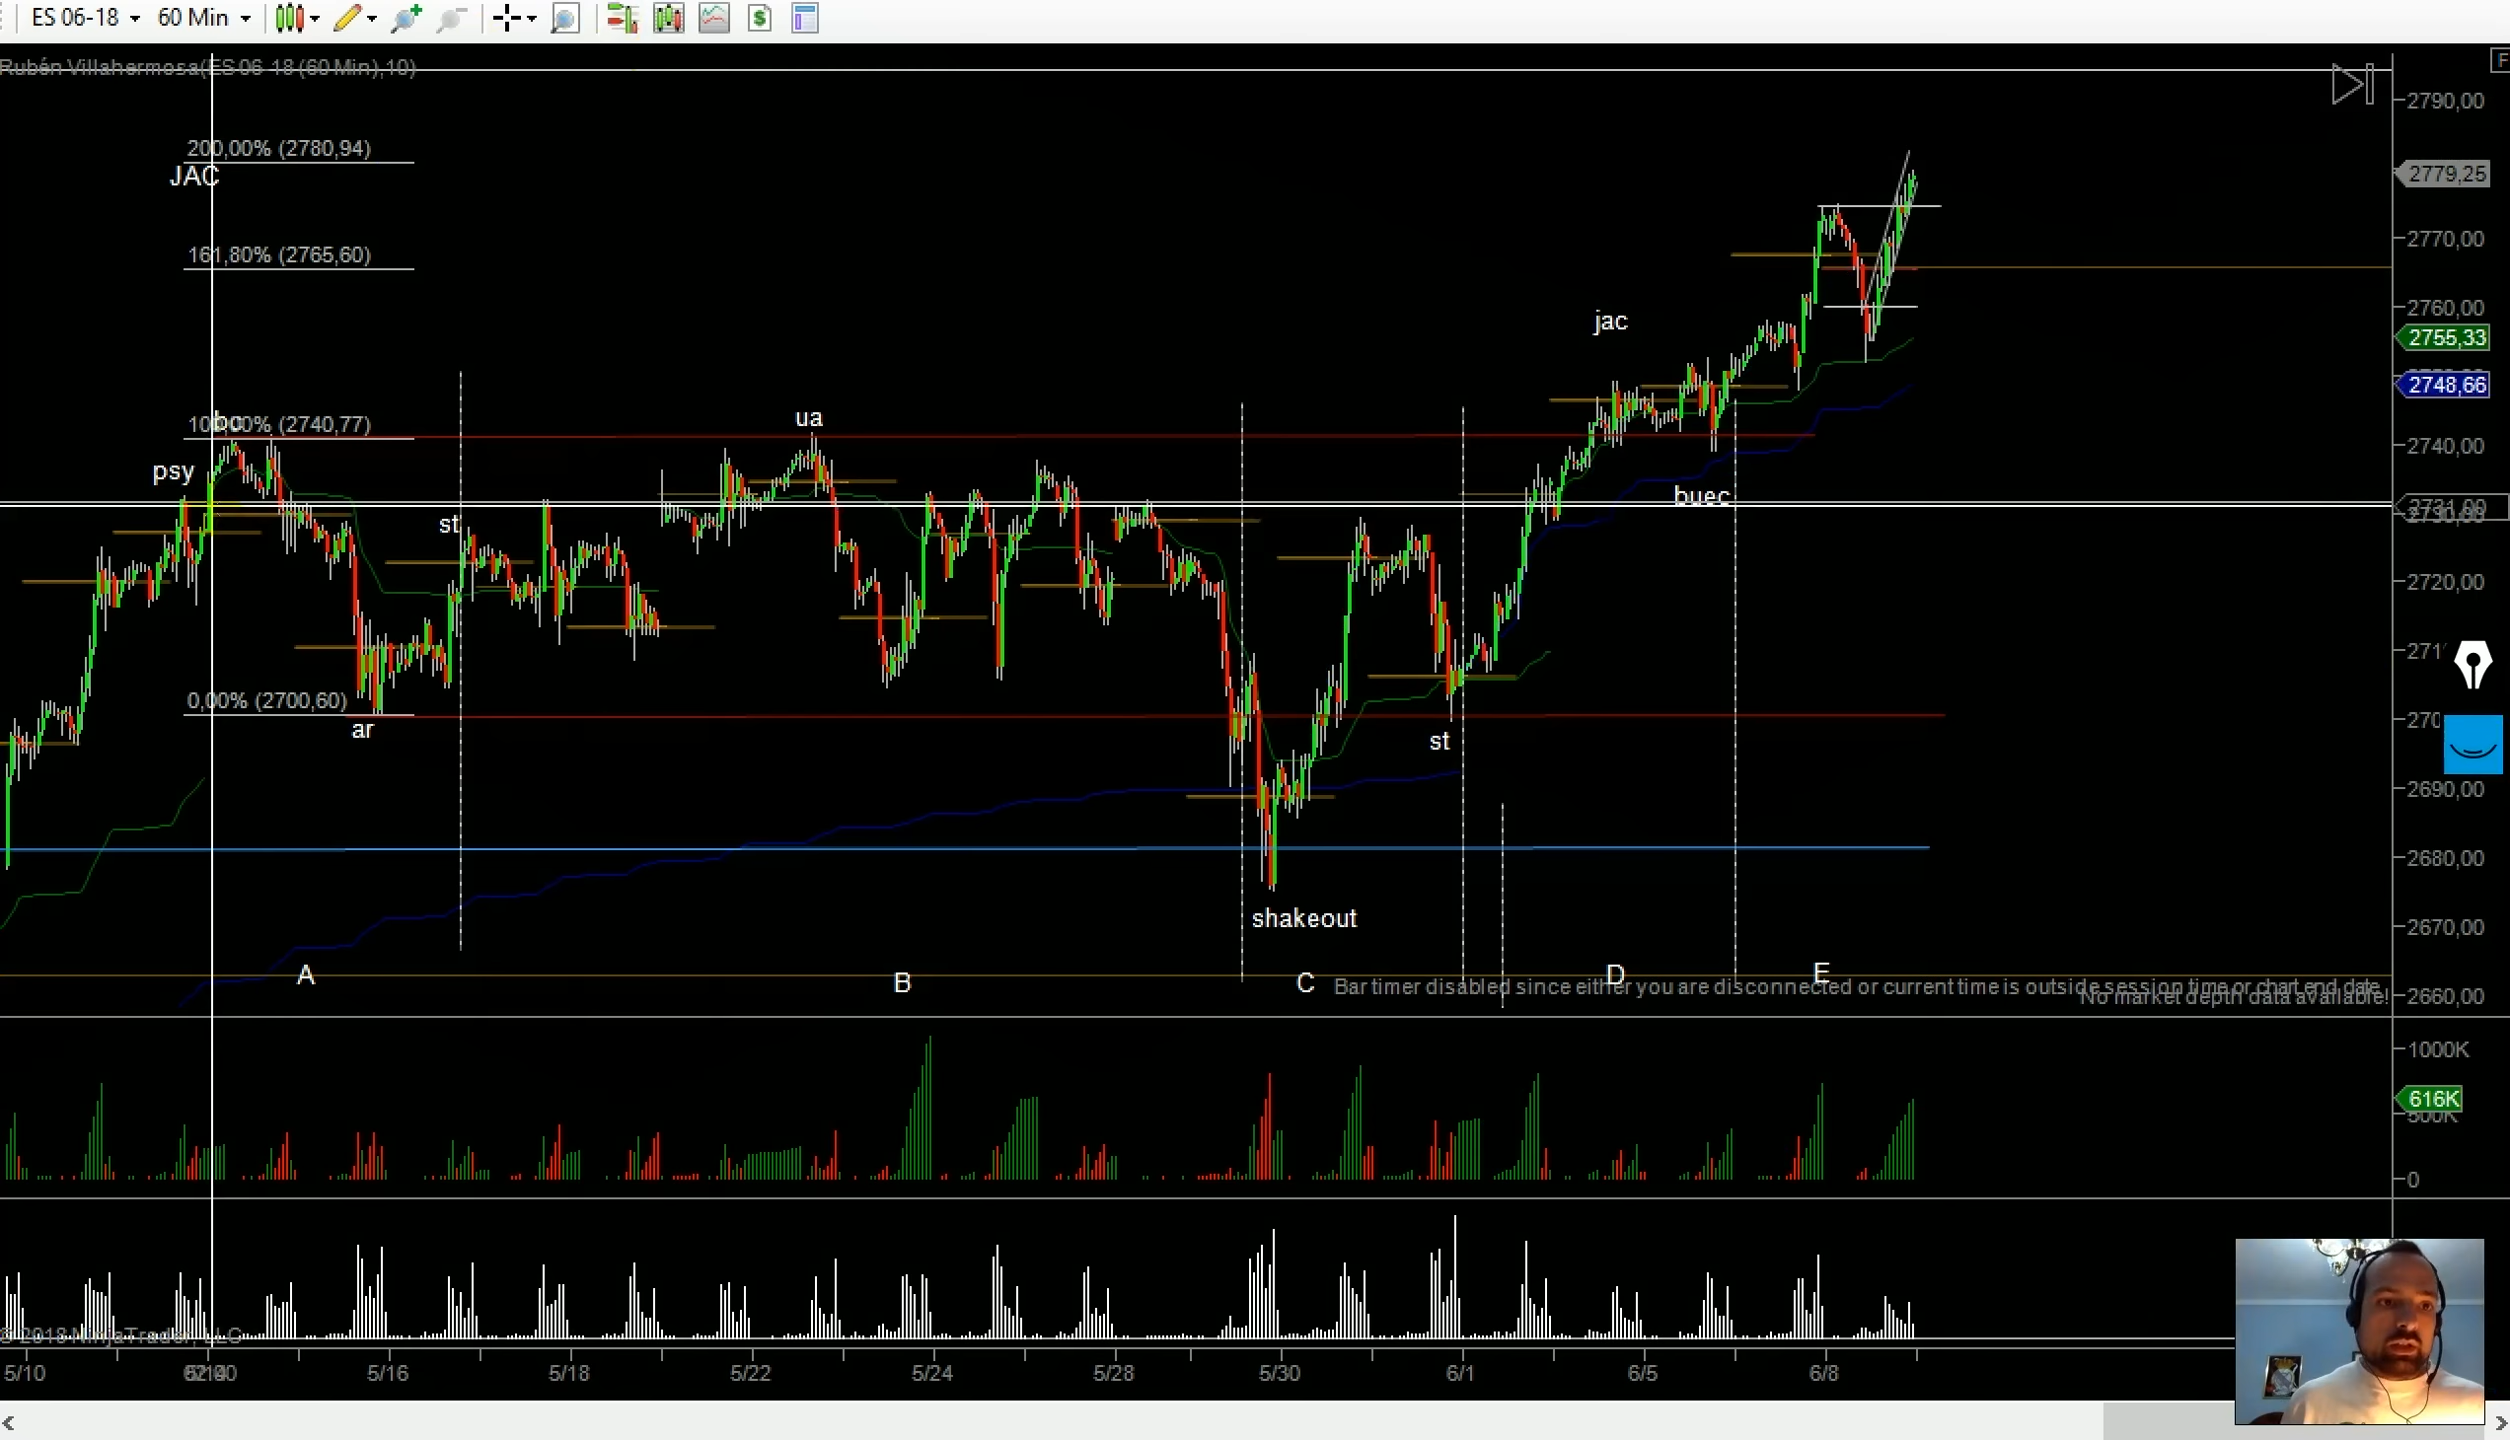 ES 06-18 60 Min
Rubén Villahermosa(ES 06-18 (60 Min),10)
F
2790,00
200,00% (2780,94)
JAC
2779,25
161,80% (2765,60)
2770,00
2760,00
jac
2755,33
2748,66
bc
100,00% (2740,77)
ua
2740,00
psy
buec
2731,00
st
2720,00
0,00% (2700,60)
ar
st
2690,00
2680,00
shakeout
2670,00
A
B
C
D
E
Bar timer disabled since either you are disconnected or current time is outside session time or chart end date
No market depth data available!
2660,00
1000K
616K
500K
0
© 2018 NinjaTrader, LLC
5/10
5/16
5/18
5/22
5/24
5/28
5/30
6/1
6/5
6/8